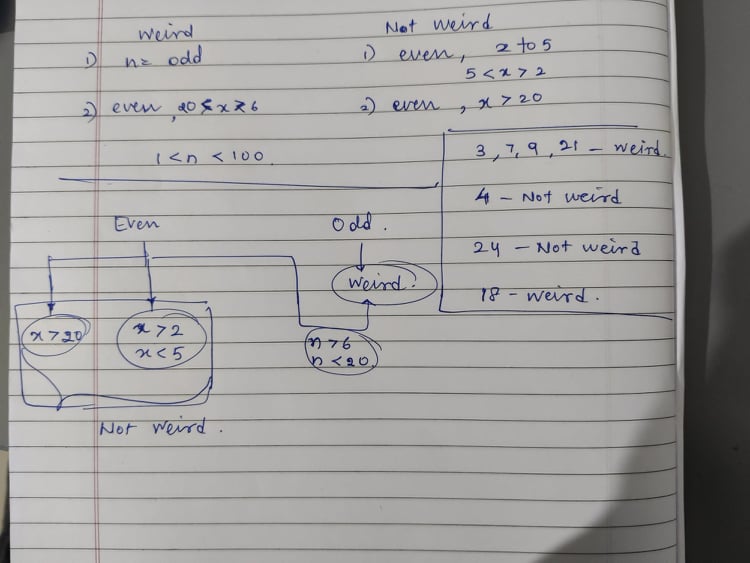 Weird
1) n= odd
2) even, 20 ≤ x ≥ 6
Not Weird
1) even, 2 to 5
5 < x > 2
2) even, x > 20
1 < n < 100
3, 7, 9, 21 - weird.
4 - Not weird
24 - Not weird
18 - weird.
Even
Odd.
Weird.
x > 20
x > 2
x < 5
n > 6
n < 20
Not Weird.